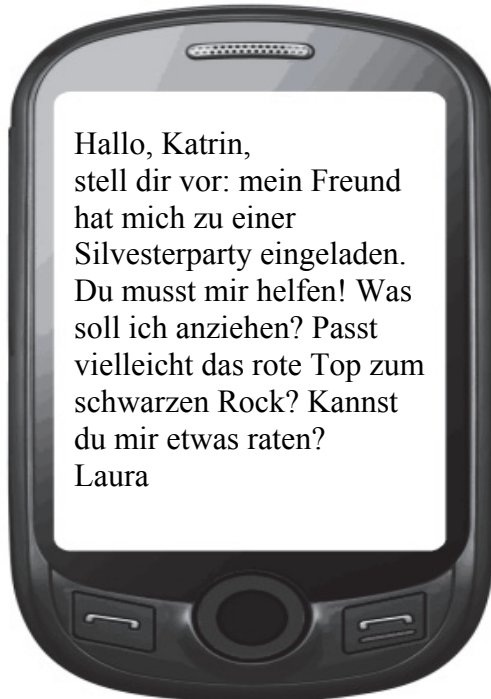 Hallo, Katrin,
stell dir vor: mein Freund
hat mich zu einer
Silvesterparty eingeladen.
Du musst mir helfen! Was
soll ich anziehen? Passt
vielleicht das rote Top zum
schwarzen Rock? Kannst
du mir etwas raten?
Laura